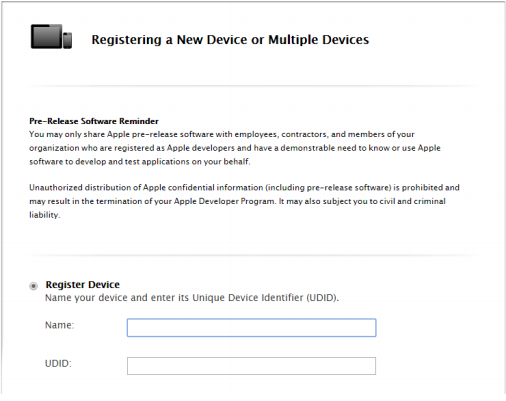 Registering a New Device or Multiple Devices
Pre-Release Software Reminder
You may only share Apple pre-release software with employees, contractors, and members of your
organization who are registered as Apple developers and have a demonstrable need to know or use Apple
software to develop and test applications on your behalf.
Unauthorized distribution of Apple confidential information (including pre-release software) is prohibited and
may result in the termination of your Apple Developer Program. It may also subject you to civil and criminal
liability.
Register Device
Name your device and enter its Unique Device Identifier (UDID).
Name:
UDID: